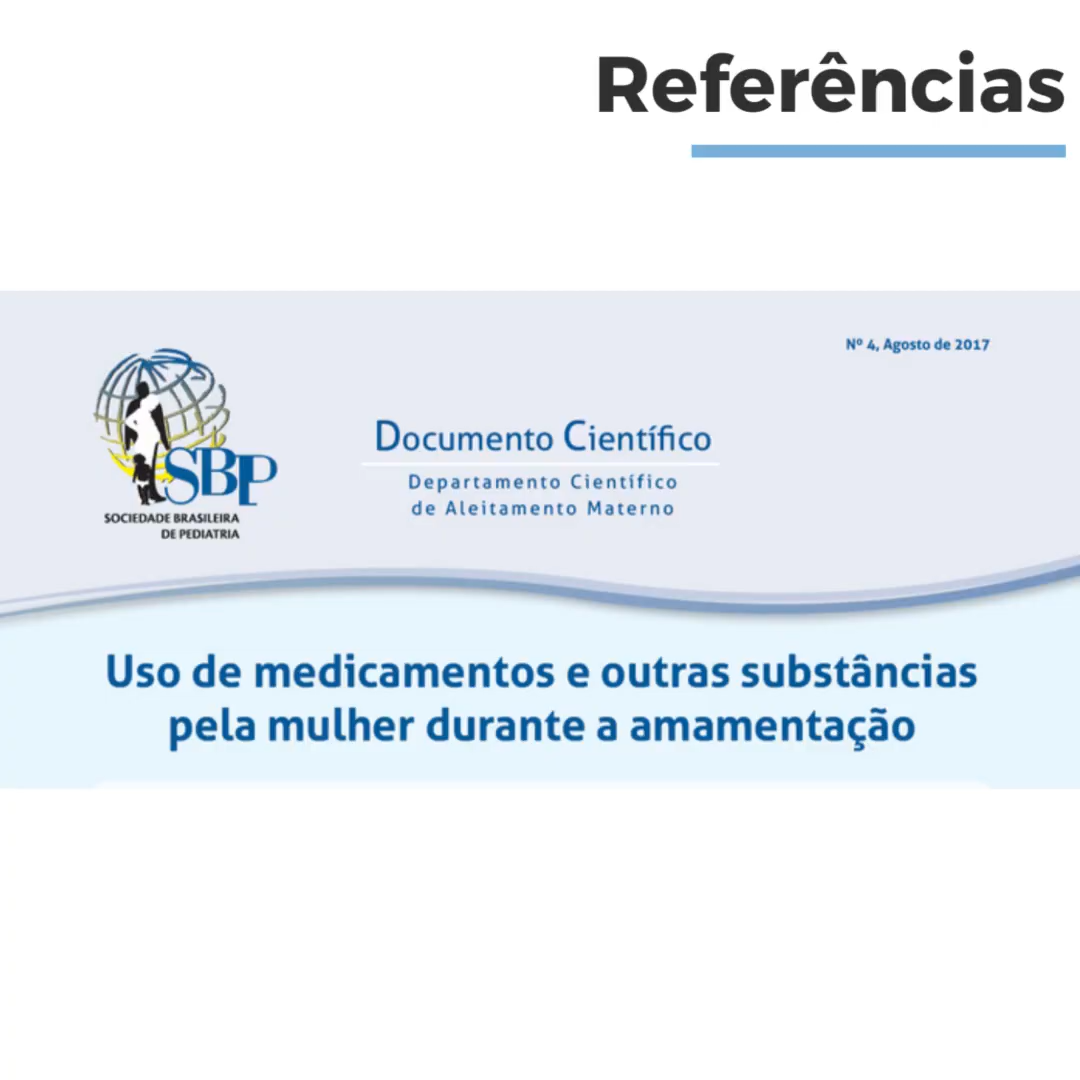 Referências
Nº 4, Agosto de 2017
SBP
SOCIEDADE BRASILEIRA
DE PEDIATRIA
Documento Científico
Departamento Científico
de Aleitamento Materno
Uso de medicamentos e outras substâncias
pela mulher durante a amamentação